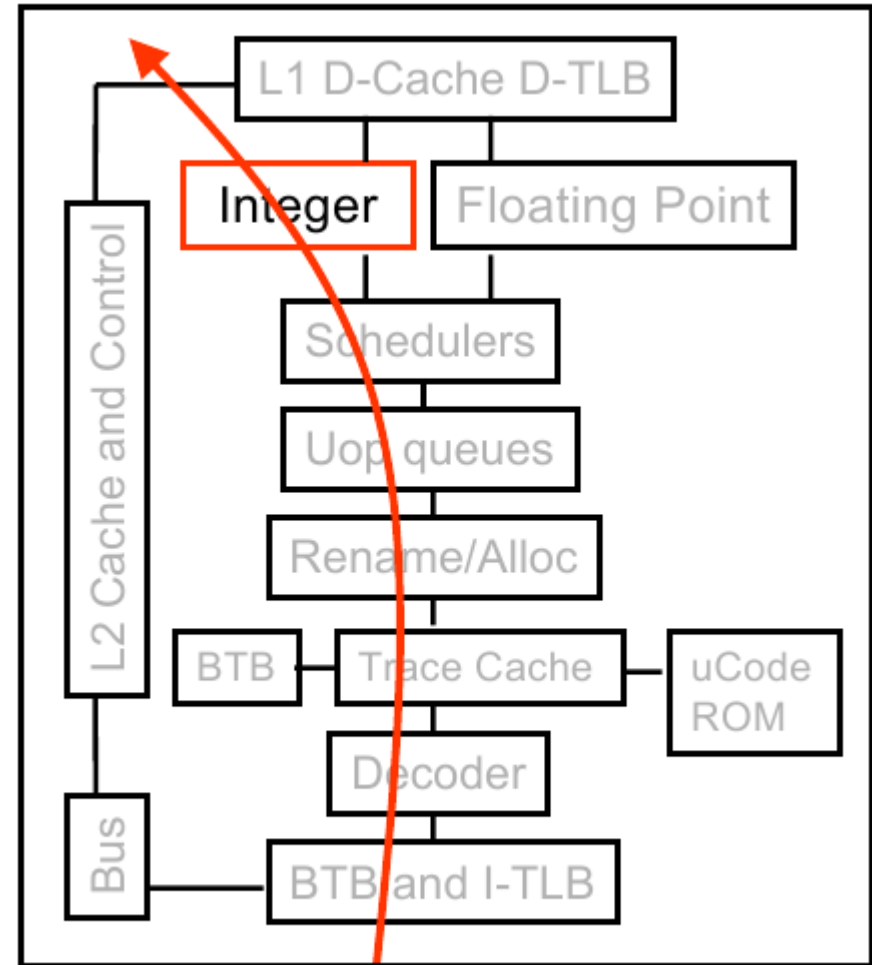 L1 D-Cache D-TLB
Integer
Floating Point
L2 Cache and Control
Schedulers
Uop queues
Rename/Alloc
BTB
Trace Cache
uCode
ROM
Decoder
Bus
BTB and I-TLB